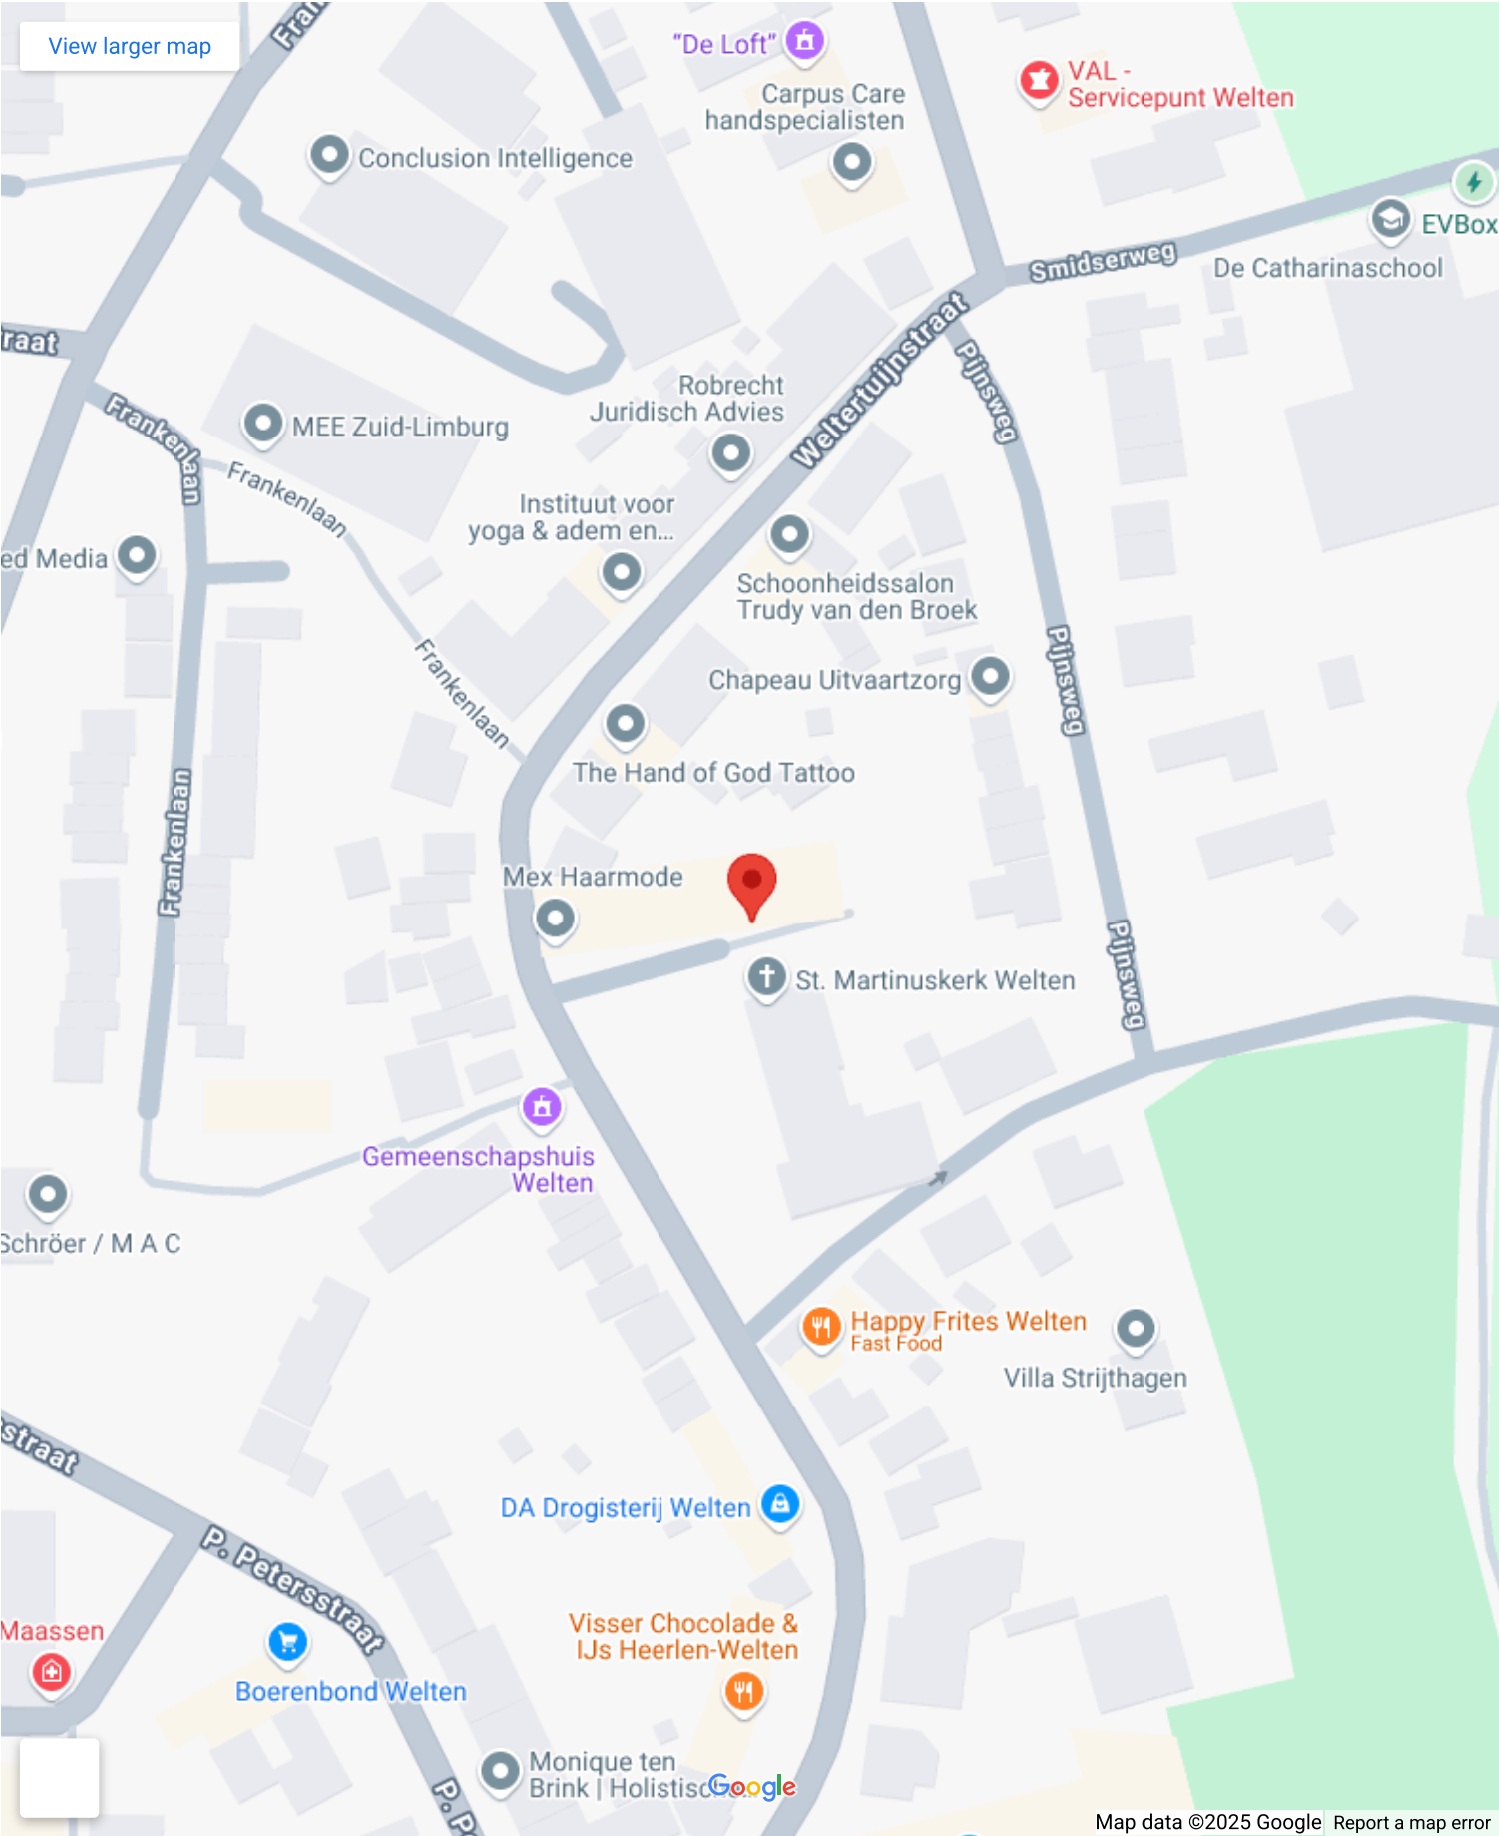 View larger map
Fran
"De Loft"
VAL -
Servicepunt Welten
Carpus Care
handspecialisten
Conclusion Intelligence
EVBox
Smidserweg
De Catharinaschool
raat
Weltertuijnstraat
Pijnsweg
Robrecht
Juridisch Advies
Frankenlaan
MEE Zuid-Limburg
Frankenlaan
Instituut voor
yoga & adem en...
ed Media
Schoonheidssalon
Trudy van den Broek
Frankenlaan
Pijnsweg
Chapeau Uitvaartzorg
The Hand of God Tattoo
Frankenlaan
Mex Haarmode
Pijnsweg
St. Martinuskerk Welten
Gemeenschapshuis
Welten
Schröer / M A C
Happy Frites Welten
Fast Food
Villa Strijthagen
straat
DA Drogisterij Welten
P. Petersstraat
Maassen
Visser Chocolade &
IJs Heerlen-Welten
Boerenbond Welten
Monique ten
Brink | Holistisch
Google
P. Pe
Map data ©2025 Google
Report a map error